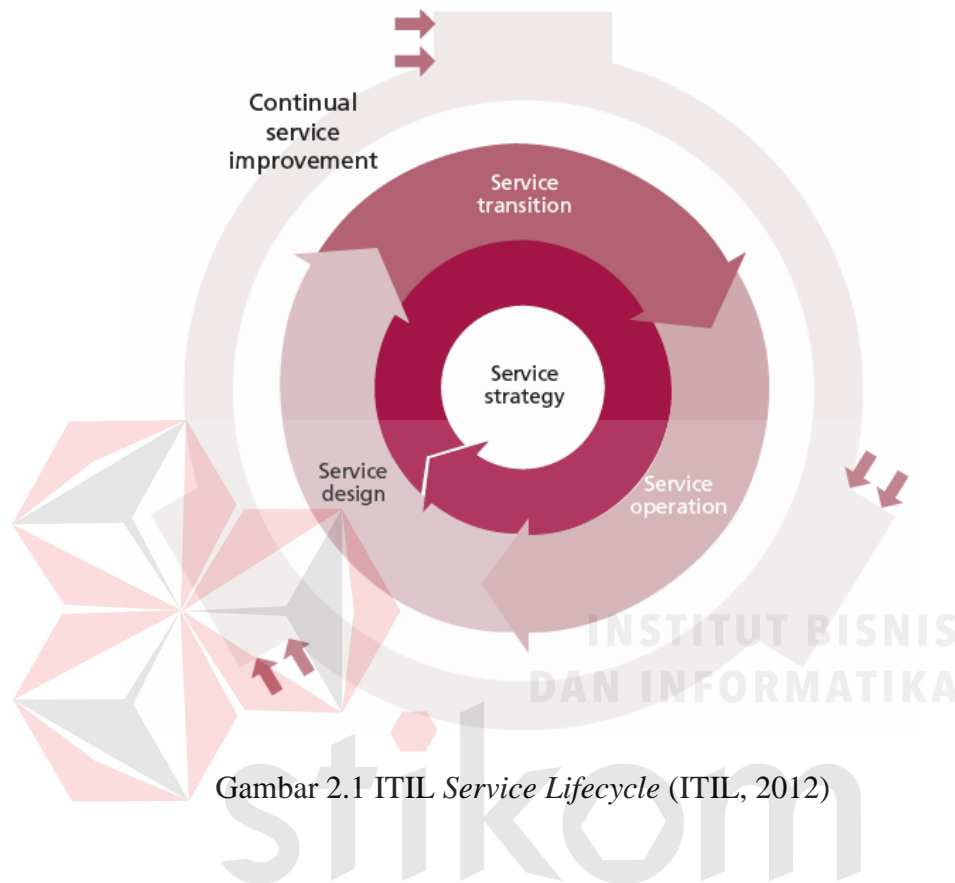 Continual
service
improvement
Service
transition
Service
strategy
Service
design
Service
operation
INSTITUT BISNIS
DAN INFORMATIKA
stikom
Gambar 2.1 ITIL Service Lifecycle (ITIL, 2012)